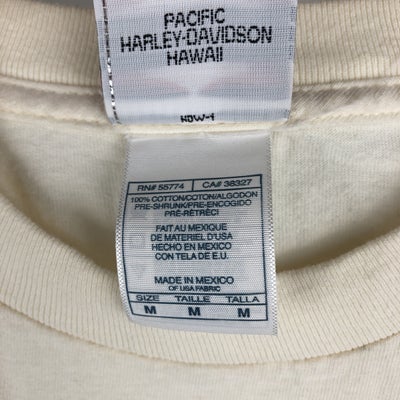 PACIFIC
HARLEY-DAVIDSON
HAWAII
RN# 55774 CA# 38327
100% COTTON/COTON/ALGODON
PRE-SHRUNK/PRE-ENCOGIDO
PRÉ-RÉTRÉCI
FAIT AU MEXIQUE
DE MATERIEL D'USA
HECHO EN MEXICO
CON TELA DE E.U.
MADE IN MEXICO
OF USA FABRIC
SIZE TAILLE TALLA
M M M